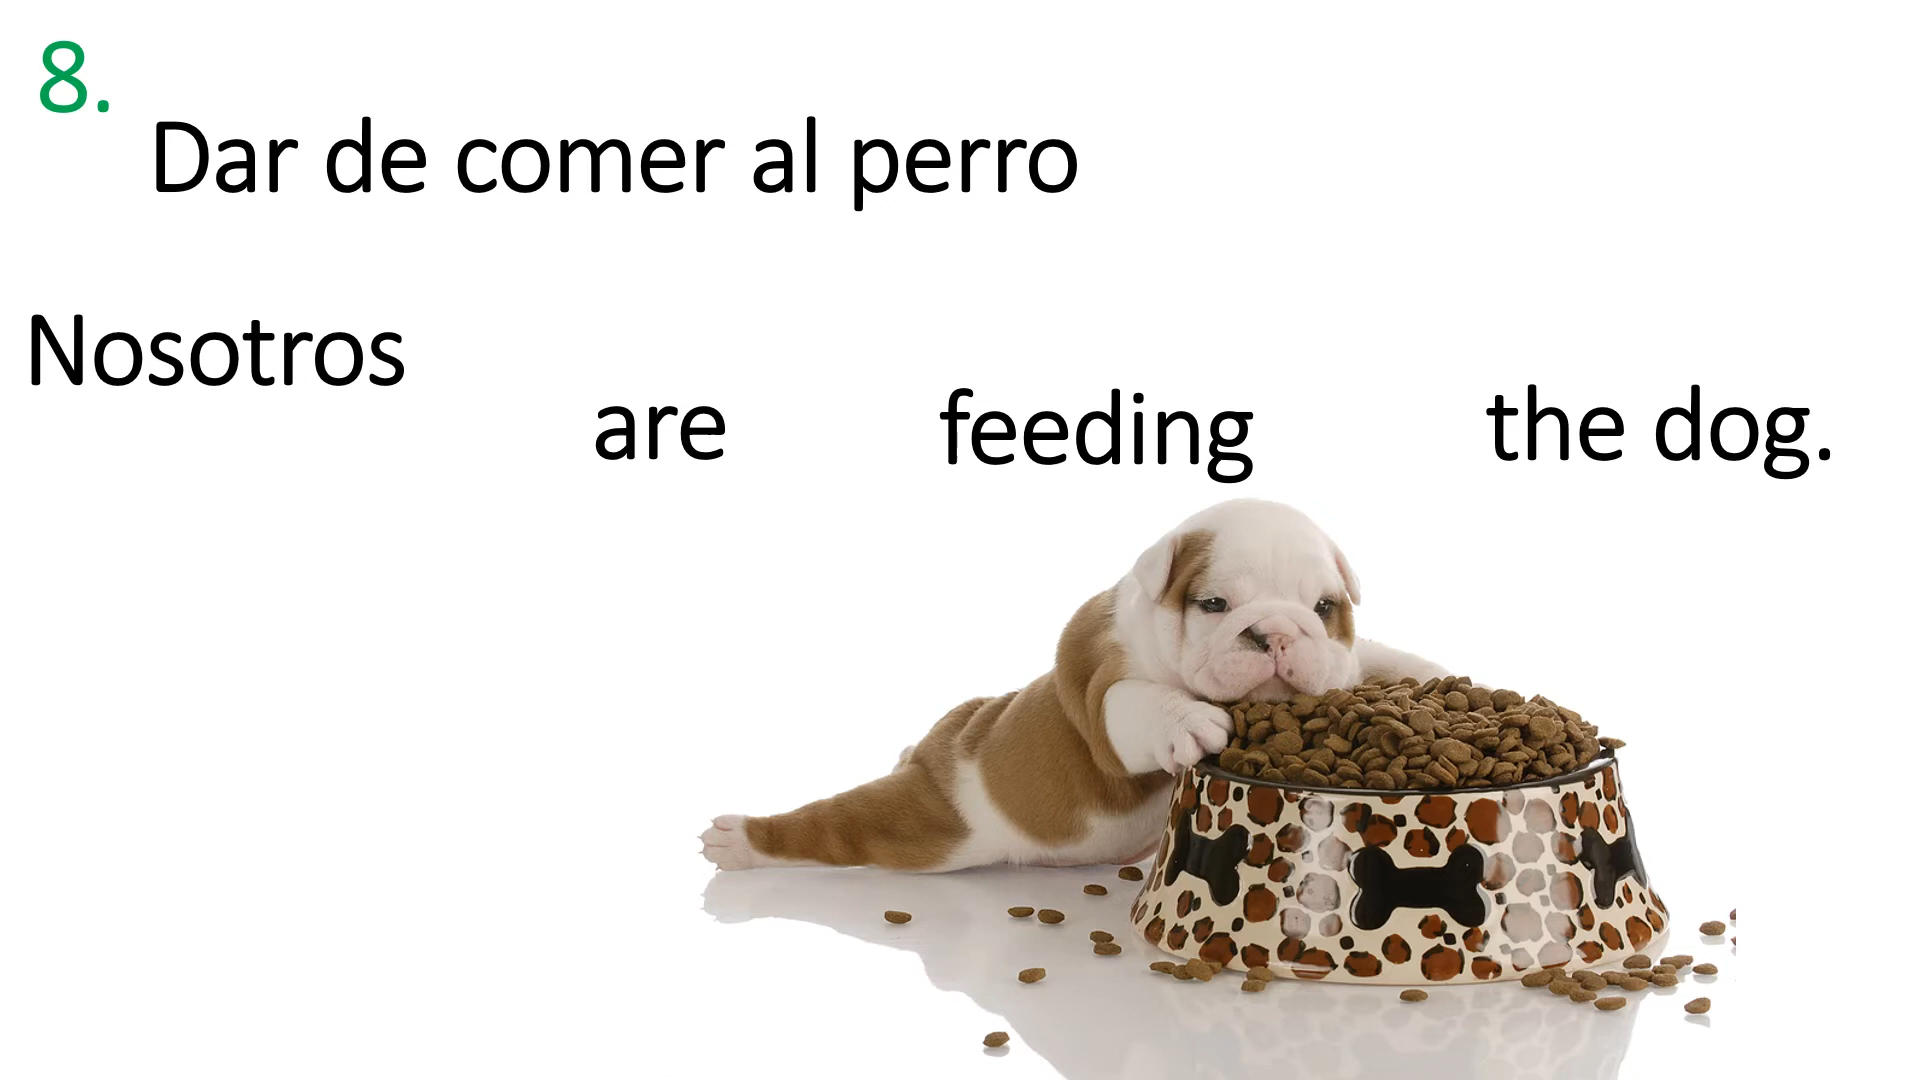 8.
Dar de comer al perro
Nosotros
are feeding the dog.